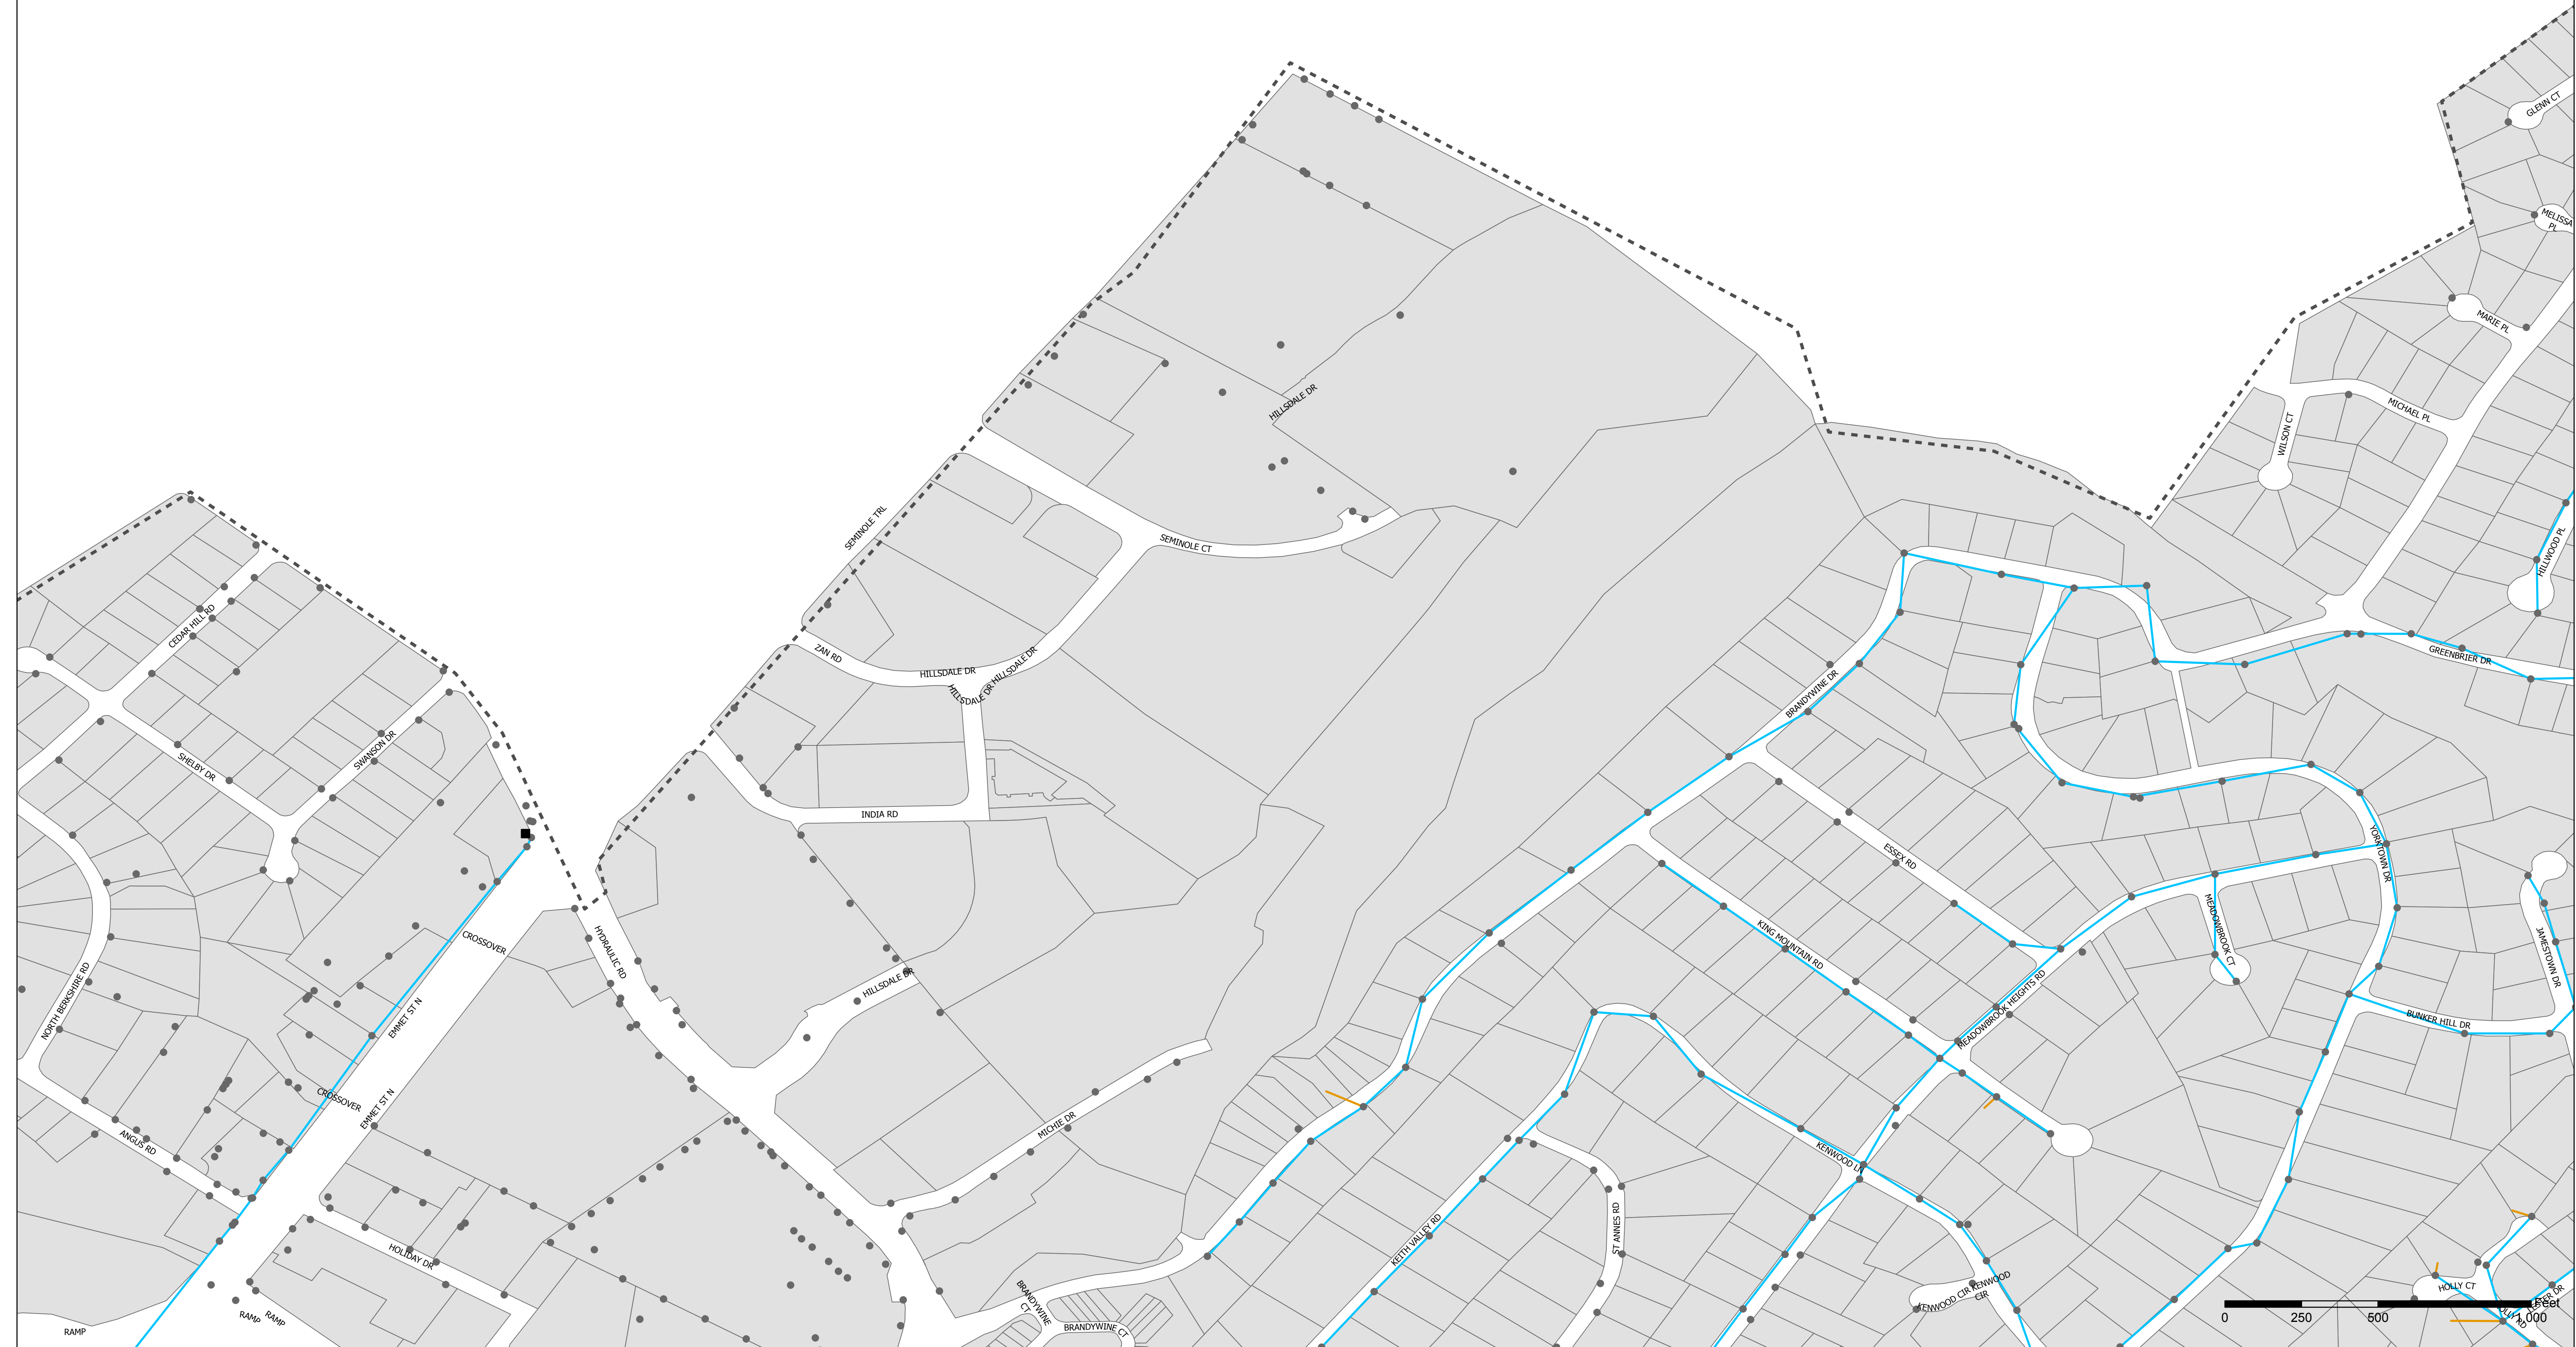 GLENN CT
MELISSA
PL
MARIE PL
MICHAEL PL
WILSON CT
HILLSDALE DR
SEMINOLE TRL
SEMINOLE CT
HILLWOOD PL
CEDAR HILL RD
ZAN RD
HILLSDALE DR
HILLSDALE DR
HILLSDALE DR
GREENBRIER DR
BRANDYWINE DR
SHELBY DR
SWANSON DR
INDIA RD
ESSEX RD
YORKTOWN DR
CROSSOVER
HYDRAULIC RD
KING MOUNTAIN RD
MEADOWBROOK CT
JAMESTOWN DR
NORTH BERKSHIRE RD
HILLSDALE DR
EMMET ST N
MEADOWBROOK HEIGHTS RD
BUNKER HILL DR
CROSSOVER
EMMET ST N
MICHIE DR
ANGUS RD
KENWOOD LN
KEITH VALLEY RD
ST ANNES RD
HOLIDAY DR
BRANDYWINE
CT
KENWOOD CIR
KENWOOD
CIR
HOLLY CT
RAMP
RAMP
RAMP
BRANDYWINE CT
Feet
0 250 500 1,000